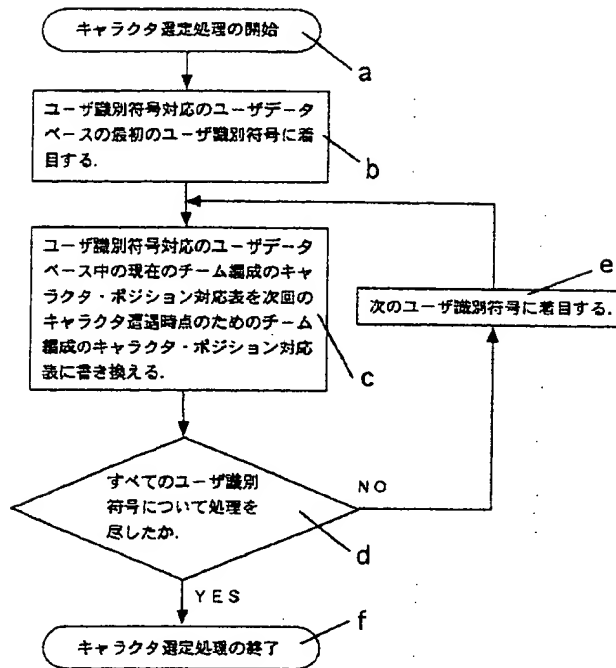 キャラクタ選定処理の開始
a
ユーザ識別符号対応のユーザデータ
ベースの最初のユーザ識別符号に着
目する.
b
ユーザ識別符号対応のユーザデータ
ベース中の現在のチーム編成のキャ
ラクタ・ポジション対応表を次回の
キャラクタ遭遇時点のためのチーム
編成のキャラクタ・ポジション対応
表に書き換える.
c
e
次のユーザ識別符号に着目する.
すべてのユーザ識別
符号について処理を
尽したか.
d
NO
YES
キャラクタ選定処理の終了
f